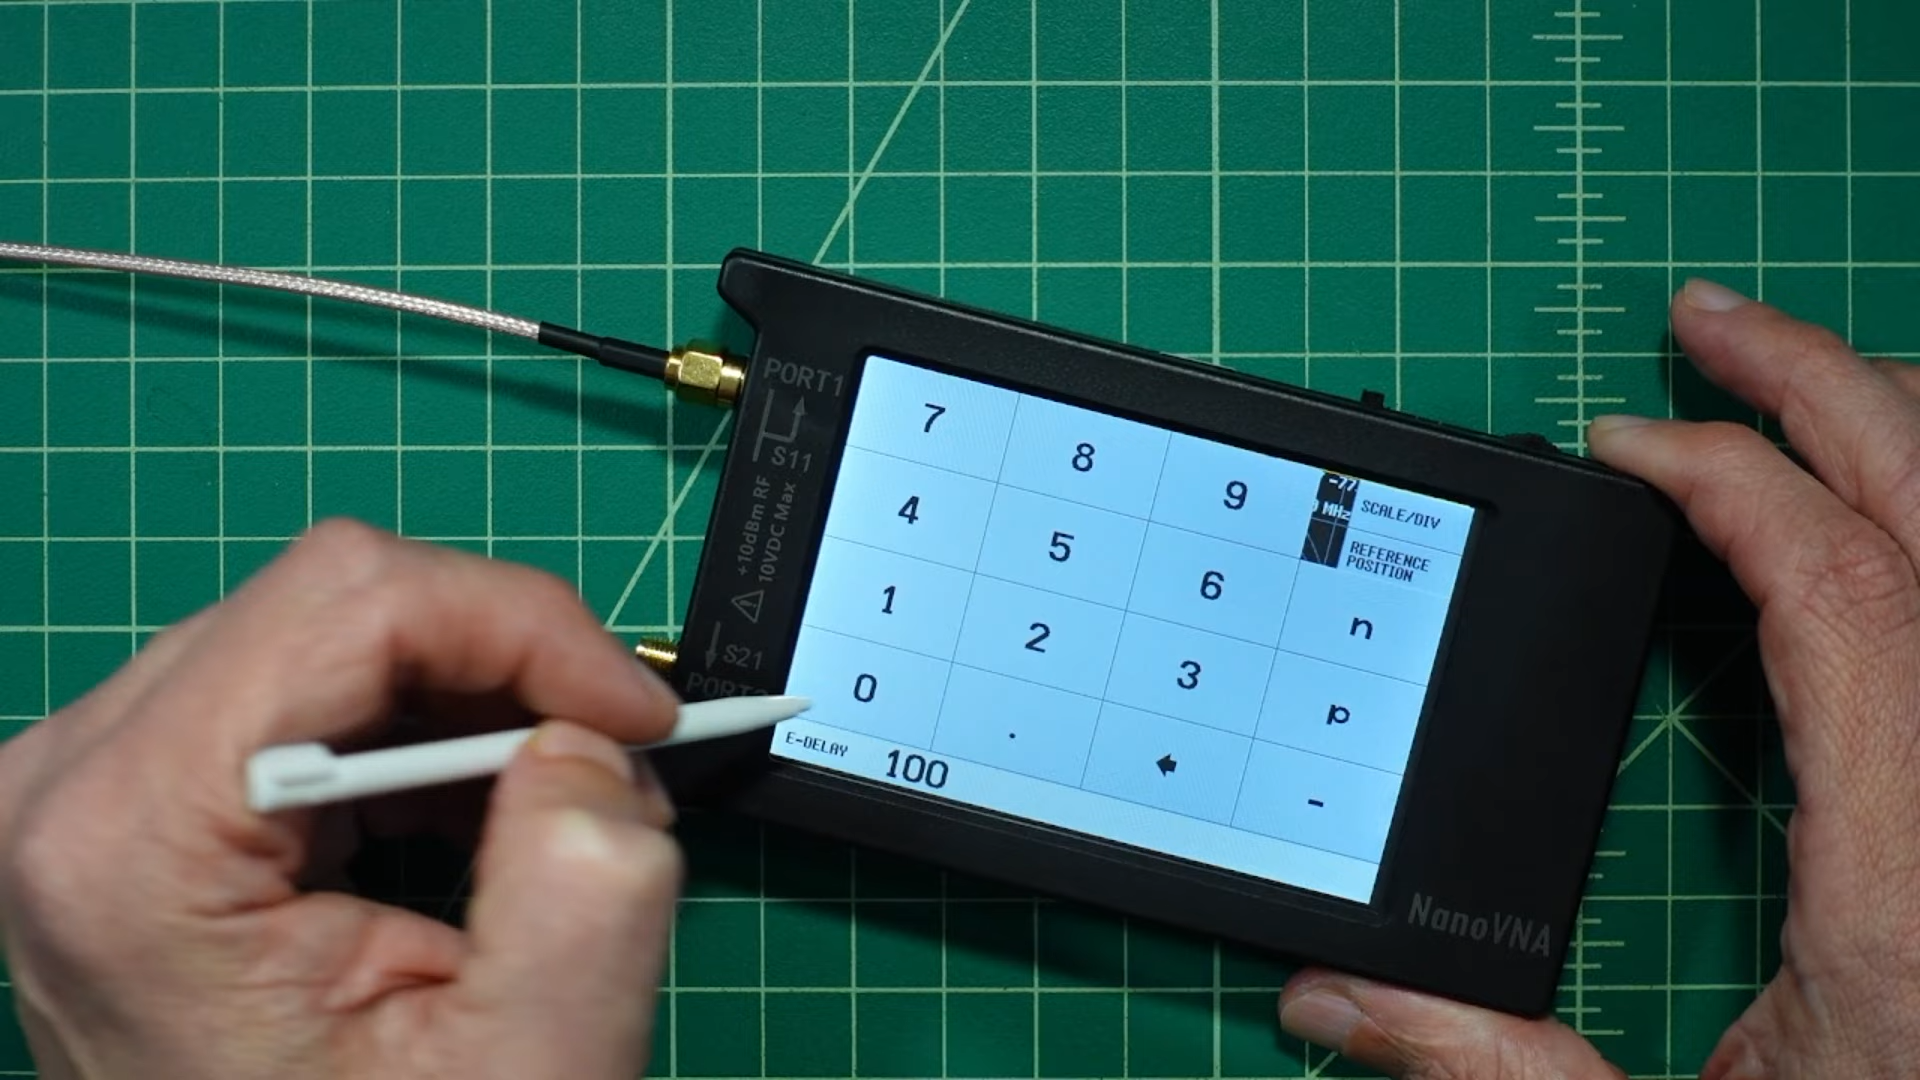 PORT1
S11
+10dBm RF
10VDC Max
S21
PORT
7 8 9
-77
MHz
SCALE/DIV
REFERENCE
POSITION
4 5 6 n
1 2 3 p
0 . -
E-DELAY 100
NanoVNA